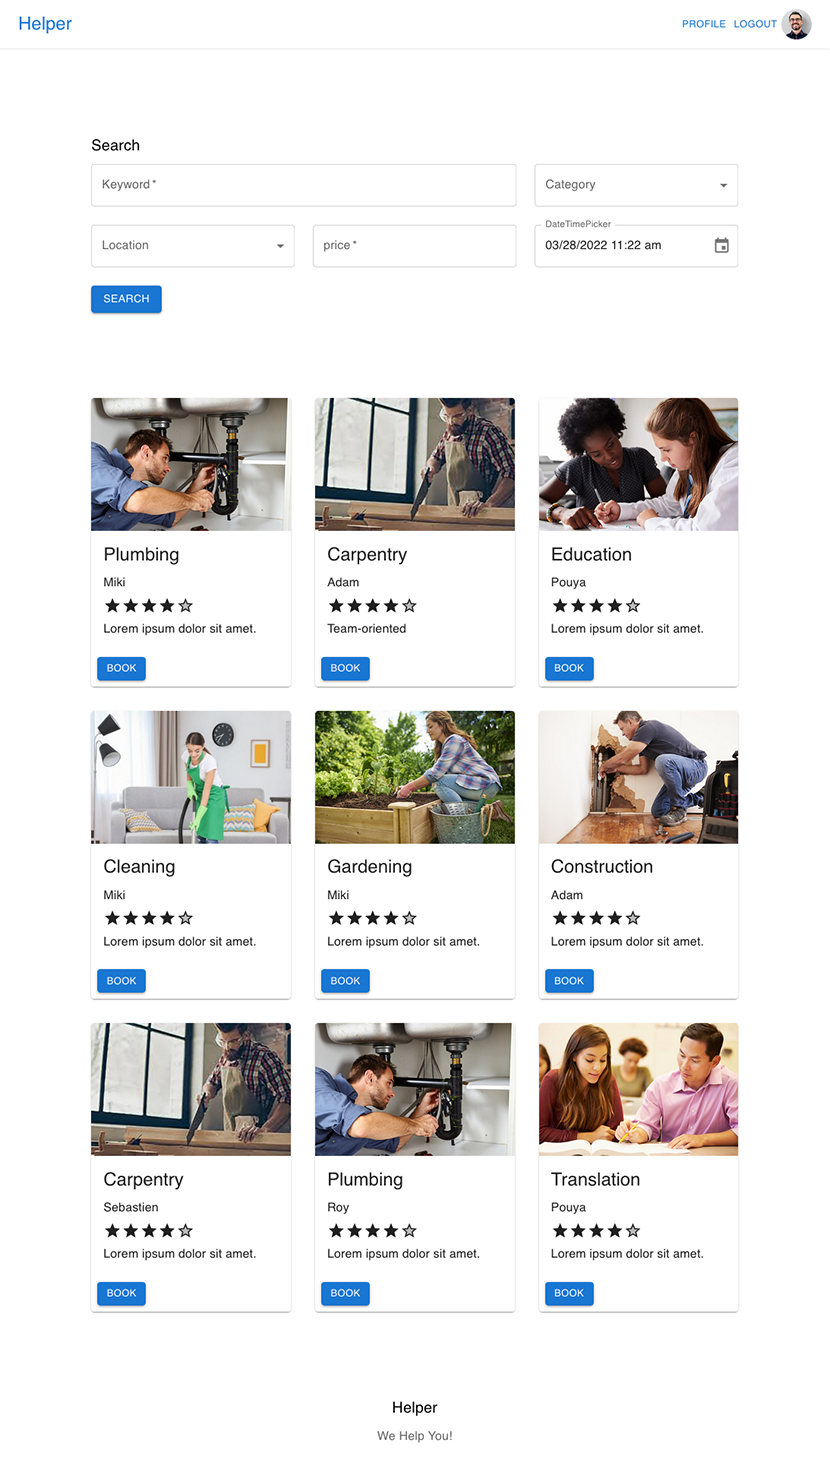 Helper
PROFILE LOGOUT
Search
Keyword *
Category
Location
price *
DateTimePicker
03/28/2022 11:22 am
SEARCH
Plumbing
Miki
Lorem ipsum dolor sit amet.
BOOK
Carpentry
Adam
Team-oriented
BOOK
Education
Pouya
Lorem ipsum dolor sit amet.
BOOK
Cleaning
Miki
Lorem ipsum dolor sit amet.
BOOK
Gardening
Miki
Lorem ipsum dolor sit amet.
BOOK
Construction
Adam
Lorem ipsum dolor sit amet.
BOOK
Carpentry
Sebastien
Lorem ipsum dolor sit amet.
BOOK
Plumbing
Roy
Lorem ipsum dolor sit amet.
BOOK
Translation
Pouya
Lorem ipsum dolor sit amet.
BOOK
Helper
We Help You!